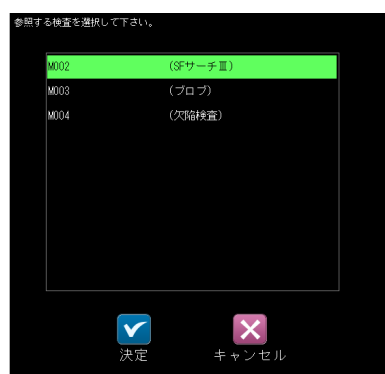 参照する検査を選択して下さい。
M002 (SFサーチⅢ)
M003 (ブロブ)
M004 (欠陥検査)
決定 キャンセル